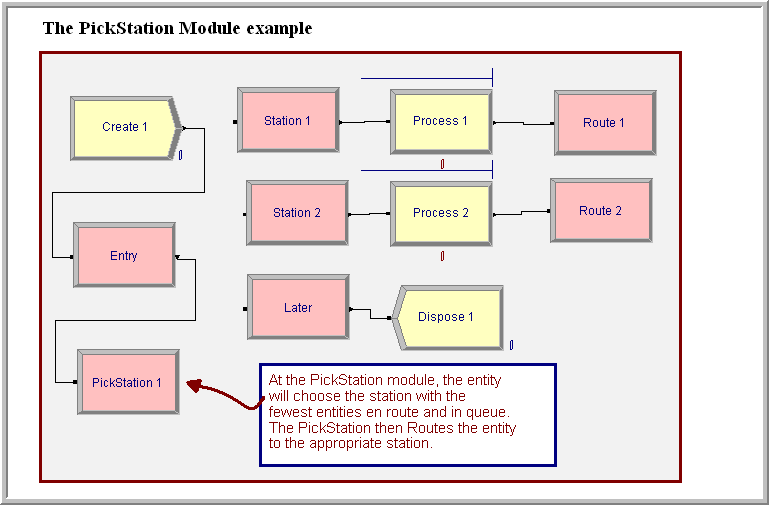 The PickStation Module example
Create 1
0
Entry
PickStation 1
Station 1
Process 1
0
Route 1
Station 2
Process 2
0
Route 2
Later
Dispose 1
0
At the PickStation module, the entity
will choose the station with the
fewest entities en route and in queue.
The PickStation then Routes the entity
to the appropriate station.